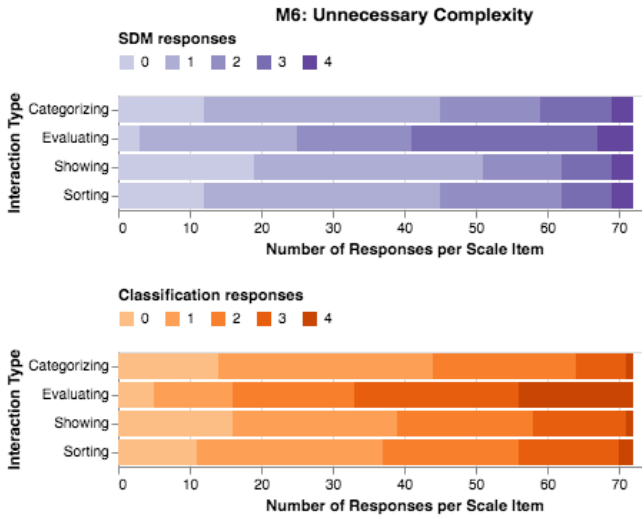 M6: Unnecessary Complexity
SDM responses
0 1 2 3 4
Interaction Type
Categorizing
Evaluating
Showing
Sorting
0 10 20 30 40 50 60 70
Number of Responses per Scale Item
Classification responses
0 1 2 3 4
Interaction Type
Categorizing
Evaluating
Showing
Sorting
0 10 20 30 40 50 60 70
Number of Responses per Scale Item